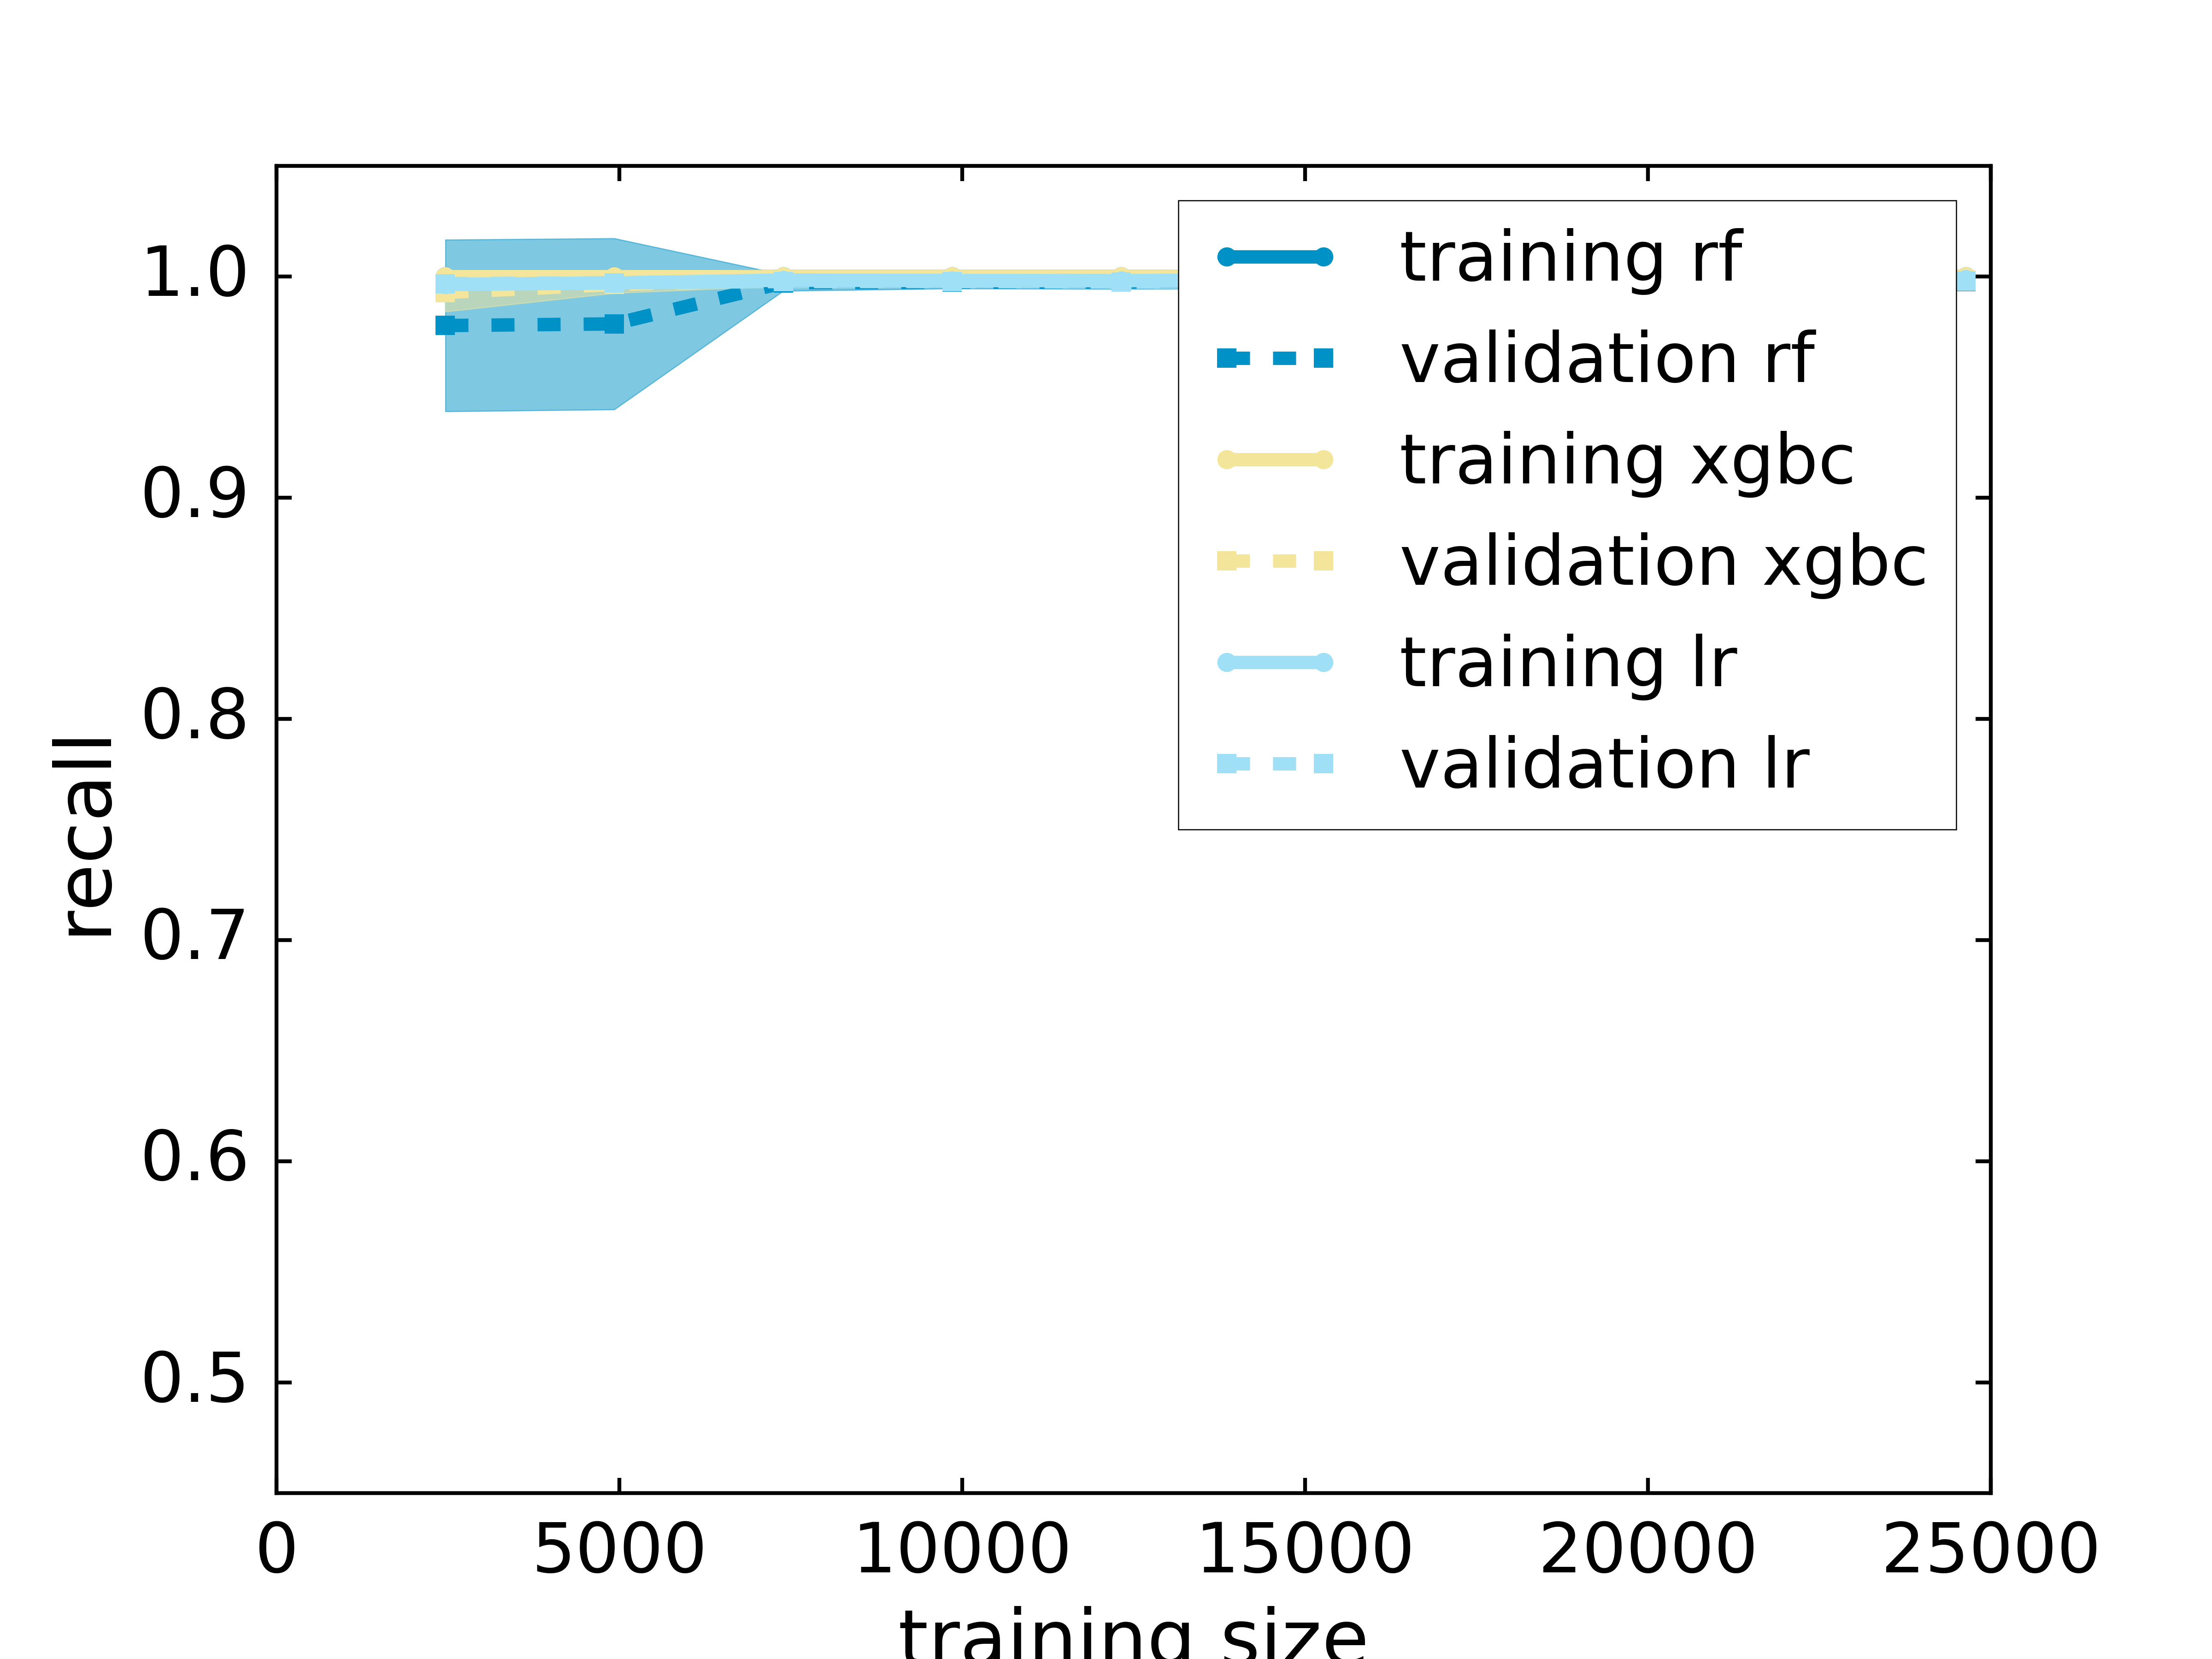 1.0
0.9
0.8
0.7
0.6
0.5
recall
0 5000 10000 15000 20000 25000
training size
training rf
validation rf
training xgbc
validation xgbc
training lr
validation lr